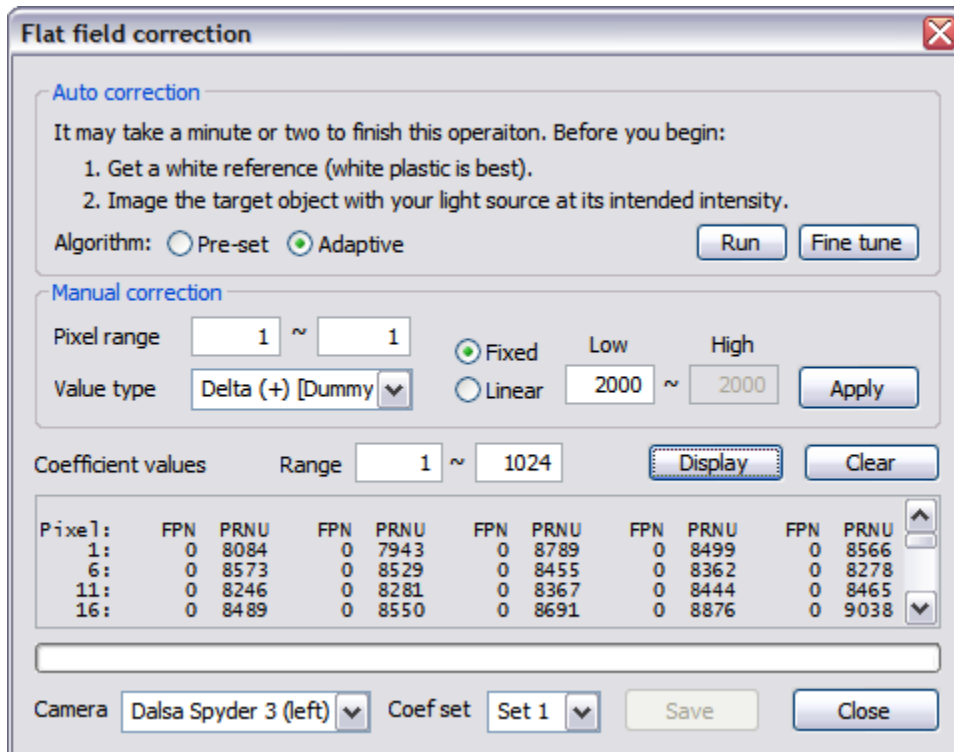 Flat field correction
Auto correction
It may take a minute or two to finish this operaiton. Before you begin:
1. Get a white reference (white plastic is best).
2. Image the target object with your light source at its intended intensity.
Algorithm: Pre-set Adaptive Run Fine tune
Manual correction
Pixel range 1 ~ 1
Fixed Low High
Value type Delta (+) [Dummy
Linear 2000 ~ 2000 Apply
Coefficient values Range 1 ~ 1024 Display Clear
Pixel: FPN PRNU FPN PRNU FPN PRNU FPN PRNU FPN PRNU
1: 0 8084 0 7943 0 8789 0 8499 0 8566
6: 0 8573 0 8529 0 8455 0 8362 0 8278
11: 0 8246 0 8281 0 8367 0 8444 0 8465
16: 0 8489 0 8550 0 8691 0 8876 0 9038
Camera Dalsa Spyder 3 (left) Coef set Set 1 Save Close